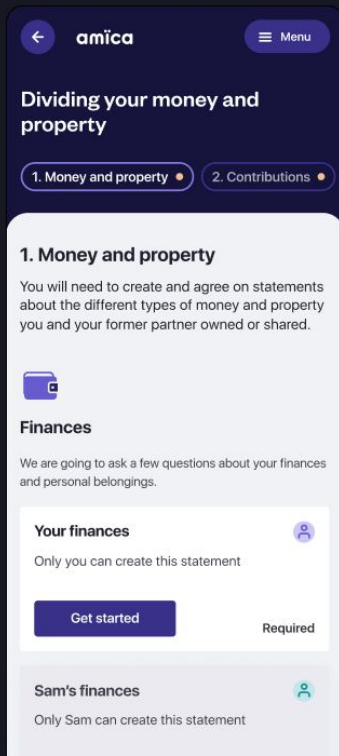 amïca
Menu
Dividing your money and
property
1. Money and property
2. Contributions
1. Money and property
You will need to create and agree on statements
about the different types of money and property
you and your former partner owned or shared.
Finances
We are going to ask a few questions about your finances
and personal belongings.
Your finances
Only you can create this statement
Get started
Required
Sam's finances
Only Sam can create this statement